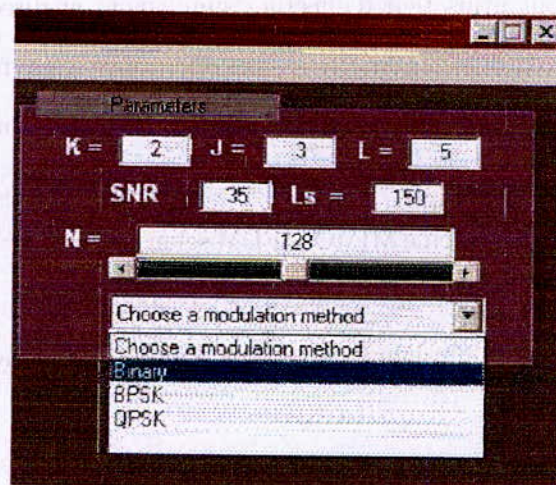 Parameters
K = 2 J = 3 L = 5
SNR 35 Ls = 150
N = 128
Choose a modulation method
Choose a modulation method
Binary
BPSK
QPSK